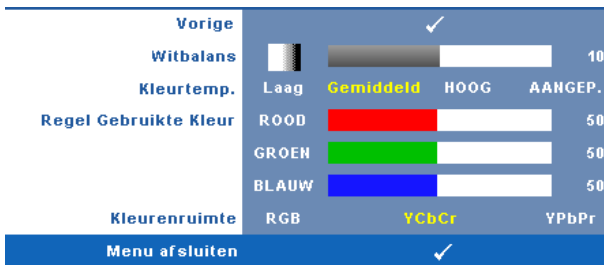 Vorige
Witbalans 10
Kleurtemp. Laag Gemiddeld HOOG AANGEP.
Regel Gebruikte Kleur ROOD 50
GROEN 50
BLAUW 50
Kleurenruimte RGB YCbCr YPbPr
Menu afsluiten